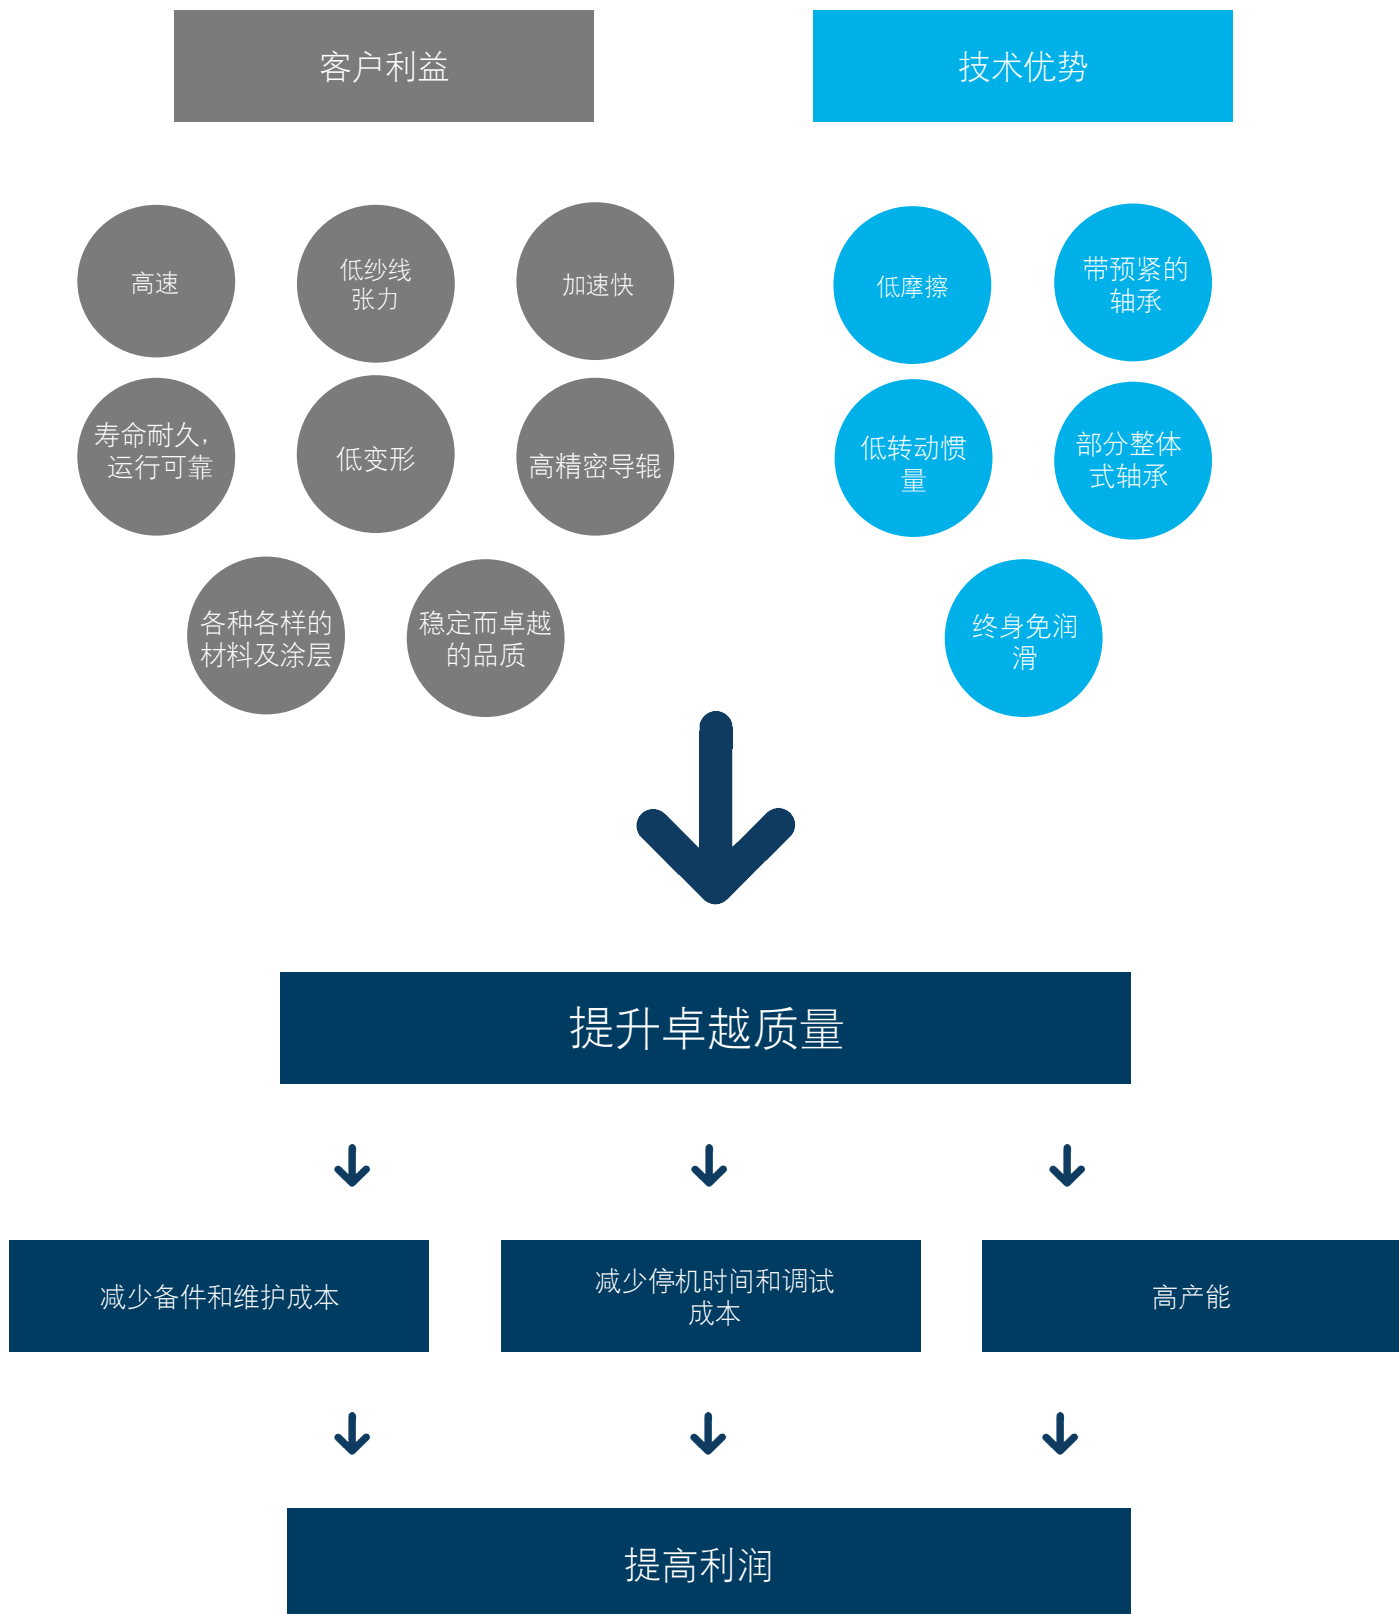 客户利益
技术优势
高速
低纱线
张力
加速快
寿命耐久，
运行可靠
低变形
高精密导辊
各种各样的
材料及涂层
稳定而卓越
的品质
低摩擦
带预紧的
轴承
低转动惯
量
部分整体
式轴承
终身免润
滑
提升卓越质量
减少备件和维护成本
减少停机时间和调试
成本
高产能
提高利润